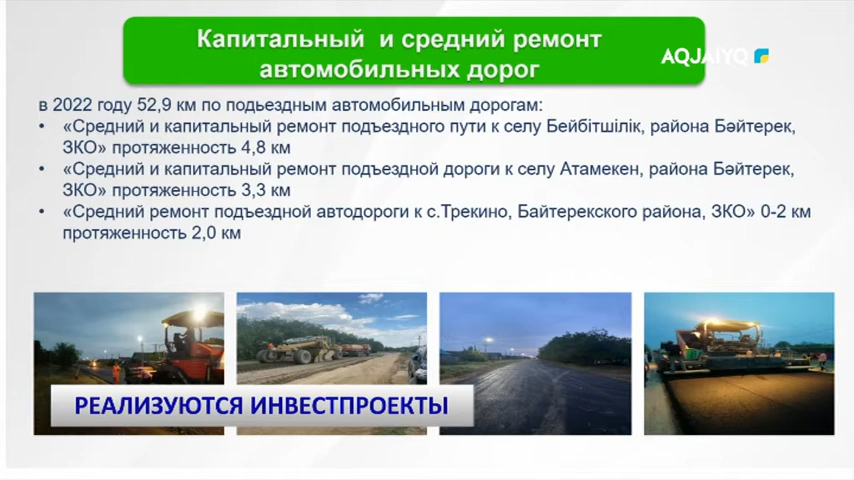 Капитальный и средний ремонт
автомобильных дорог
AQJAIYQ
в 2022 году 52,9 км по подьездным автомобильным дорогам:
• «Средний и капитальный ремонт подъездного пути к селу Бейбітшілік, района Бәйтерек,
ЗКО» протяженность 4,8 км
• «Средний и капитальный ремонт подъездной дороги к селу Атамекен, района Бәйтерек,
ЗКО» протяженность 3,3 км
• «Средний ремонт подъездной автодороги к с.Трекино, Байтерекского района, ЗКО» 0-2 км
протяженность 2,0 км
РЕАЛИЗУЮТСЯ ИНВЕСТПРОЕКТЫ